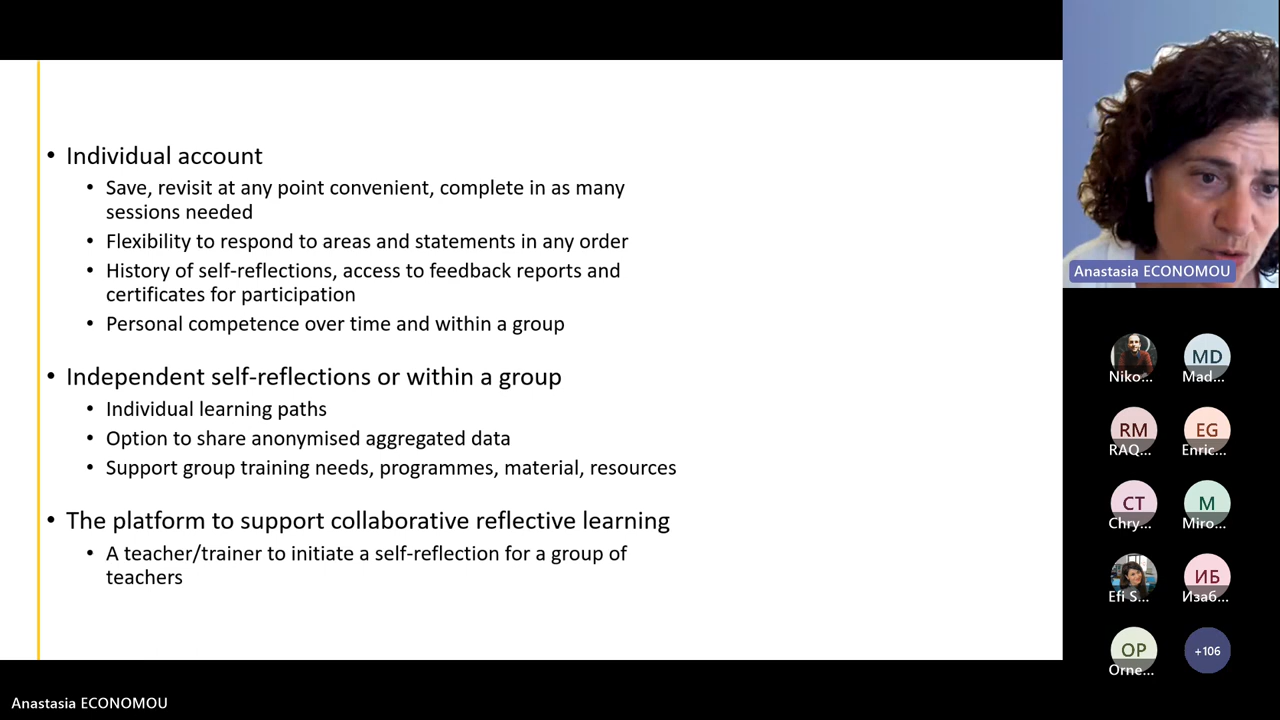 • Individual account
• Save, revisit at any point convenient, complete in as many
sessions needed
• Flexibility to respond to areas and statements in any order
• History of self-reflections, access to feedback reports and
certificates for participation
• Personal competence over time and within a group
• Independent self-reflections or within a group
• Individual learning paths
• Option to share anonymised aggregated data
• Support group training needs, programmes, material, resources
• The platform to support collaborative reflective learning
• A teacher/trainer to initiate a self-reflection for a group of
teachers
Anastasia ECONOMOU
Niko...
MD
Mad...
RM
RAQ...
EG
Enric...
CT
Chry...
M
Miro...
Efi S...
ИБ
Изаб...
OP
Orne...
+106
Anastasia ECONOMOU